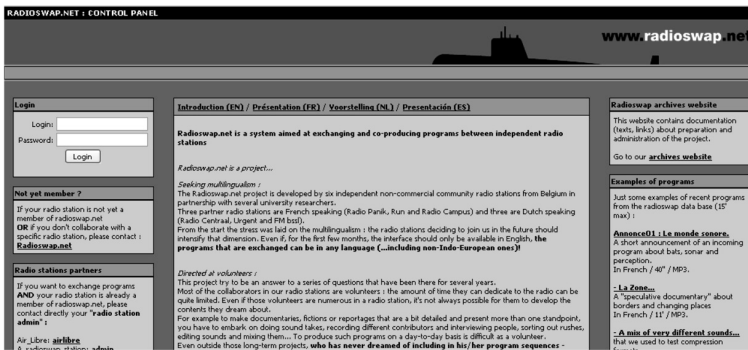 RADIOSWAP.NET : CONTROL PANEL
www.radioswap.net
Login
Login:
Password:
Login
Not yet member ?
If your radio station is not yet a
member of radioswap.net
OR if you don't collaborate with a
specific radio station, please contact :
Radioswap.net
Radio stations partners
If you want to exchange programs
AND your radio station is already a
member of radioswap.net, please
contact directly your "radio station
admin" :
Air_Libre: airlibre
A_radioswap_station: admin
Introduction (EN) / Présentation (FR) / Voorstelling (NL) / Presentación (ES)
Radioswap.net is a system aimed at exchanging and co-producing programs between independent radio
stations
Radioswap.net is a project...
Seeking multilingualism :
The Radioswap.net project is developed by six independent non-commercial community radio stations from Belgium in
partnership with several university researchers.
Three partner radio stations are French speaking (Radio Panik, Run and Radio Campus) and three are Dutch speaking
(Radio Centraal, Urgent and FM bssl).
From the start the stress was laid on the multilingualism : the radio stations deciding to join us in the future should
intensify that dimension. Even if, for the first few months, the interface should only be available in English, the
programs that are exchanged can be in any language (...including non-Indo-European ones)!
Directed at volunteers :
This project try to be an answer to a series of questions that have been there for several years.
Most of the collaborators in our radio stations are volunteers : the amount of time they can dedicate to the radio can be
quite limited. Even if those volunteers are numerous in a radio station, it's not always possible for them to develop the
contents they dream about.
For example to make documentaries, fictions or reportages that are a bit detailed and present more than one standpoint,
you have to embark on doing sound takes, recording different contributors and interviewing people, sorting out rushes,
editing sounds and mixing them... To produce such programs on a day-to-day basis is difficult as a volunteer.
Even outside those long-term projects, who has never dreamed of including in his/her program sequences -
Radioswap archives website
This website contains documentation
(texts, links) about preparation and
administration of the project.
Go to our archives website
Examples of programs
Just some examples of recent programs
from the radioswap data base (15'
max) :
Annonce01 : Le monde sonore.
A short announcement of an incoming
program about bats, sonar and
perception.
In French / 40" / MP3.
- La Zone...
A "speculative documentary" about
borders and changing places
In French / 11' / MP3.
- A mix of very different sounds...
that we used to test compression